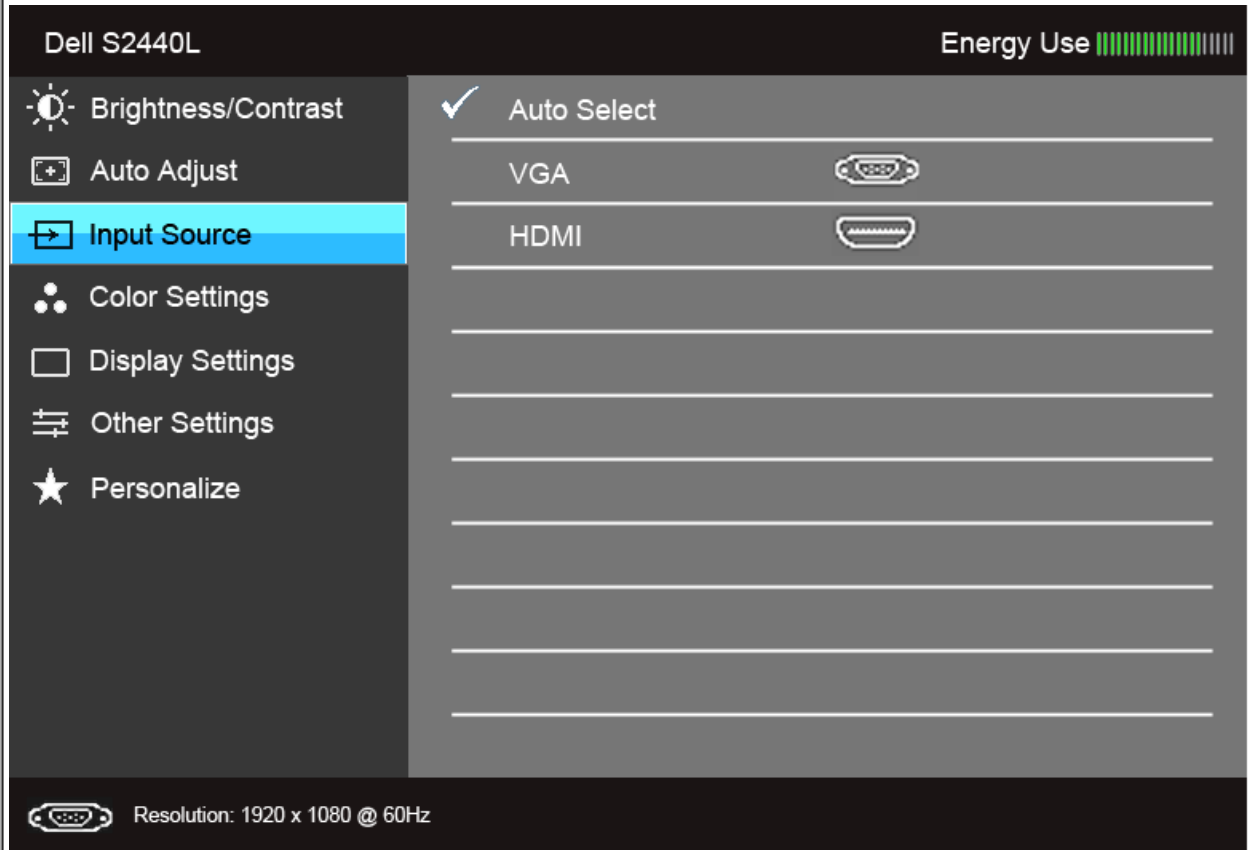 Dell S2440L
Energy Use
Brightness/Contrast
Auto Adjust
Input Source
Color Settings
Display Settings
Other Settings
Personalize
Auto Select
VGA
HDMI
Resolution: 1920 x 1080 @ 60Hz